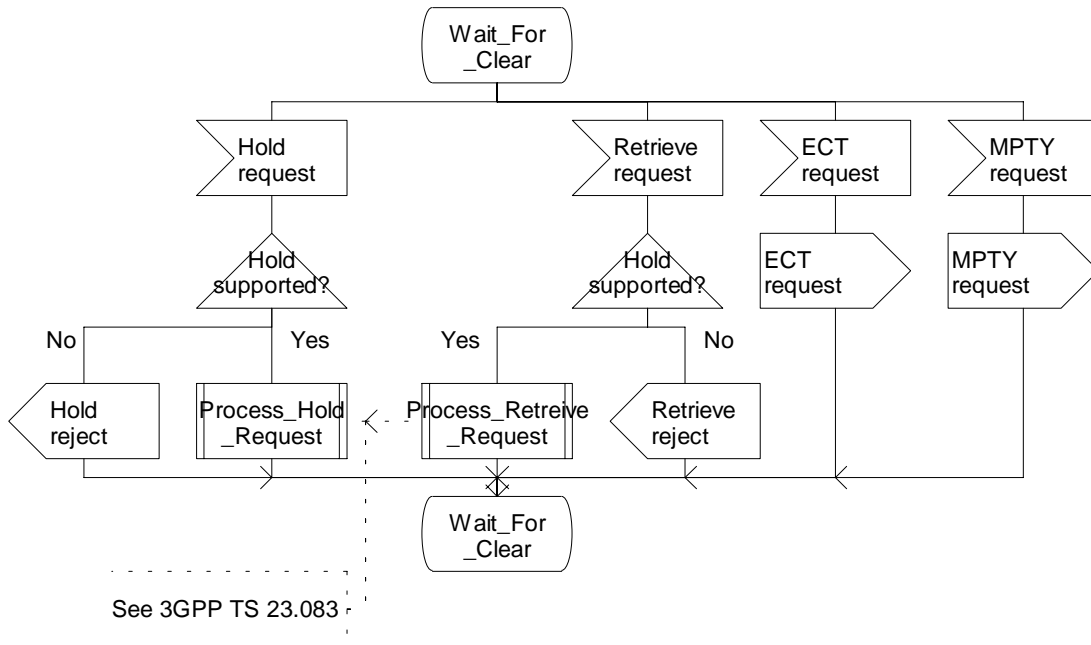 Wait_For
_Clear
Hold
request
Retrieve
request
ECT
request
MPTY
request
Hold
supported?
Hold
supported?
ECT
request
MPTY
request
No
Yes
Yes
No
Hold
reject
Process_Hold
_Request
Process_Retreive
_Request
Retrieve
reject
Wait_For
_Clear
See 3GPP TS 23.083